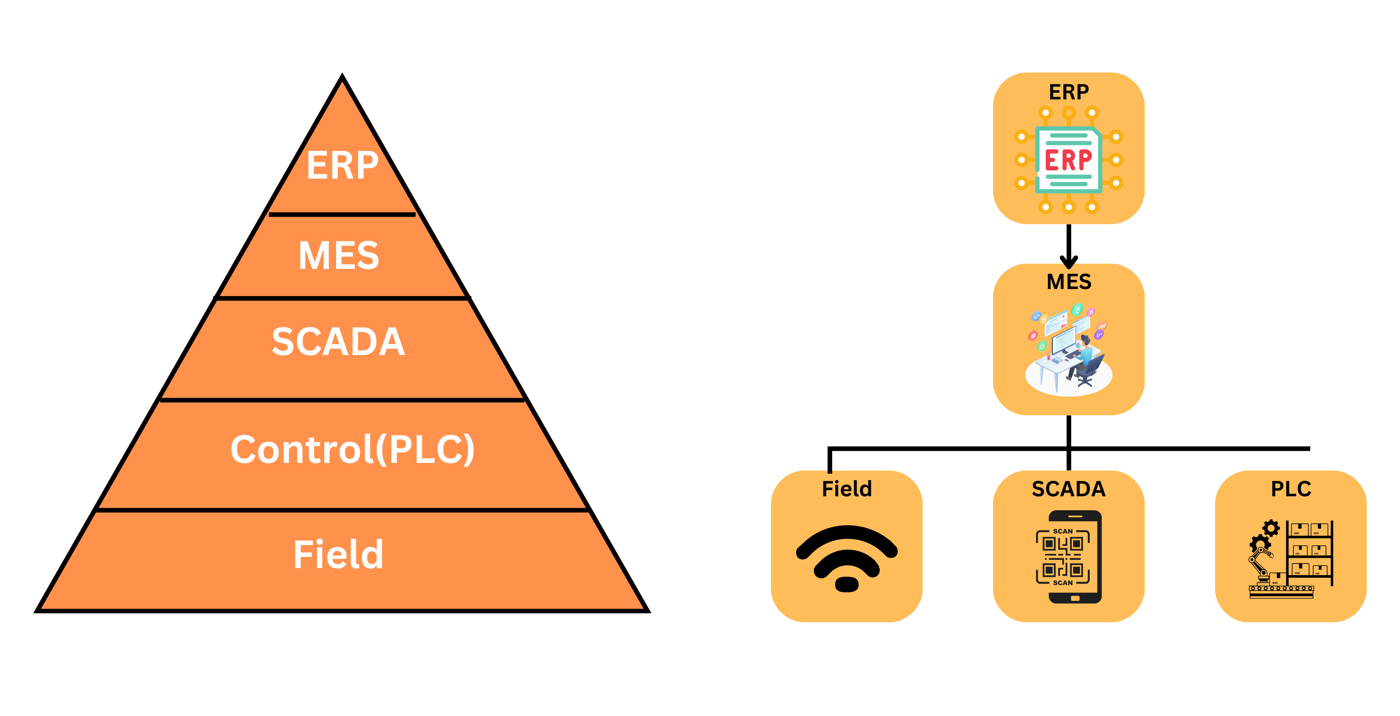 ERP
MES
SCADA
Control(PLC)
Field
ERP
ERP
MES
Field
SCADA
PLC
SCAN
SCAN